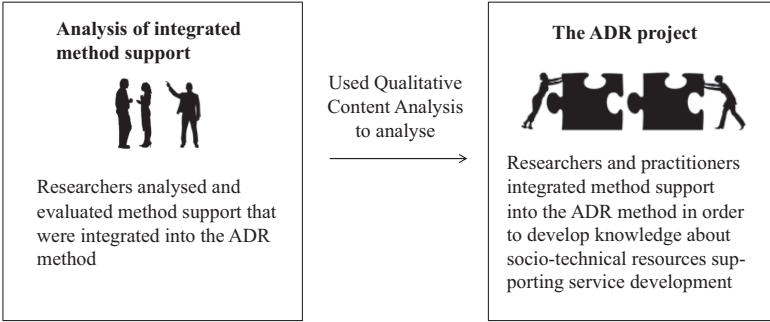 Analysis of integrated
method support
Researchers analysed and
evaluated method support that
were integrated into the ADR
method
Used Qualitative
Content Analysis
to analyse
The ADR project
Researchers and practitioners
integrated method support
into the ADR method in order
to develop knowledge about
socio-technical resources sup-
porting service development